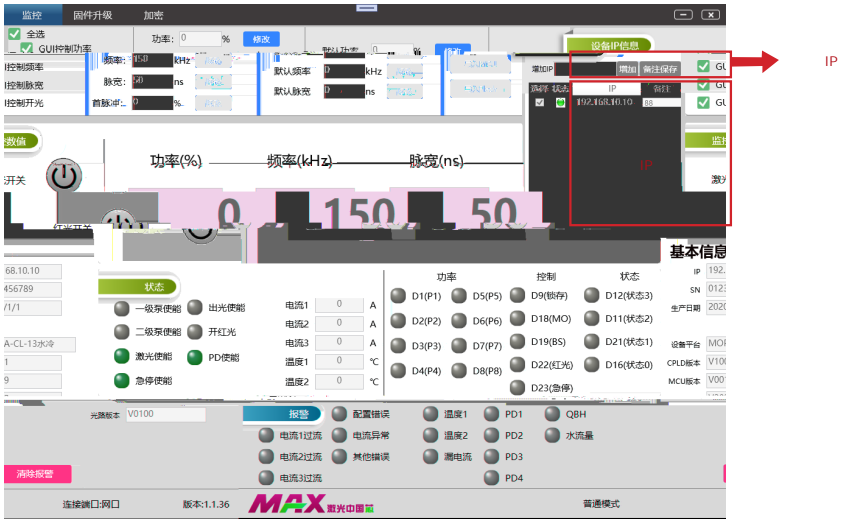 监控 固件升级 加密
全选
GUI控制功率
功率: 0 % 修改
默认功率 0 % 修改
设备IP信息
IP
I控制频率
频率: 150 kHz
默认频率 0 kHz
增加IP 增加 备注保存
GU
I控制脉宽
脉宽: 50 ns
默认脉宽 0 ns
选择 状态 IP 备注
GU
I控制开光
首脉冲: 0 %
192.168.10.10 88
GU
数值
监控
功率(%) 频率(kHz) 脉宽(ns)
IP
开关
激光
0 150 50
红光开关
基本信息
68.10.10
456789
/1/1
A-CL-13水冷
1
9
状态
一级泵使能 出光使能
二级泵使能 开红光
激光使能 PD使能
急停使能
电流1 0 A
电流2 0 A
电流3 0 A
温度1 0 ℃
温度2 0 ℃
功率 控制 状态
D1(P1) D5(P5) D9(锁存) D12(状态3)
D2(P2) D6(P6) D18(MO) D11(状态2)
D3(P3) D7(P7) D19(BS) D21(状态1)
D4(P4) D8(P8) D22(红光) D16(状态0)
D23(急停)
IP 192.
SN 0123
生产日期 2020
设备平台 MOP
CPLD版本 V100
MCU版本 V001
光路版本 V0100
报警
配置错误 温度1 PD1 QBH
电流1过流 电流异常 温度2 PD2 水流量
电流2过流 其他错误 漏电流 PD3
电流3过流 PD4
清除报警
连接端口:网口 版本:1.1.36 MAX 激光中国芯 普通模式